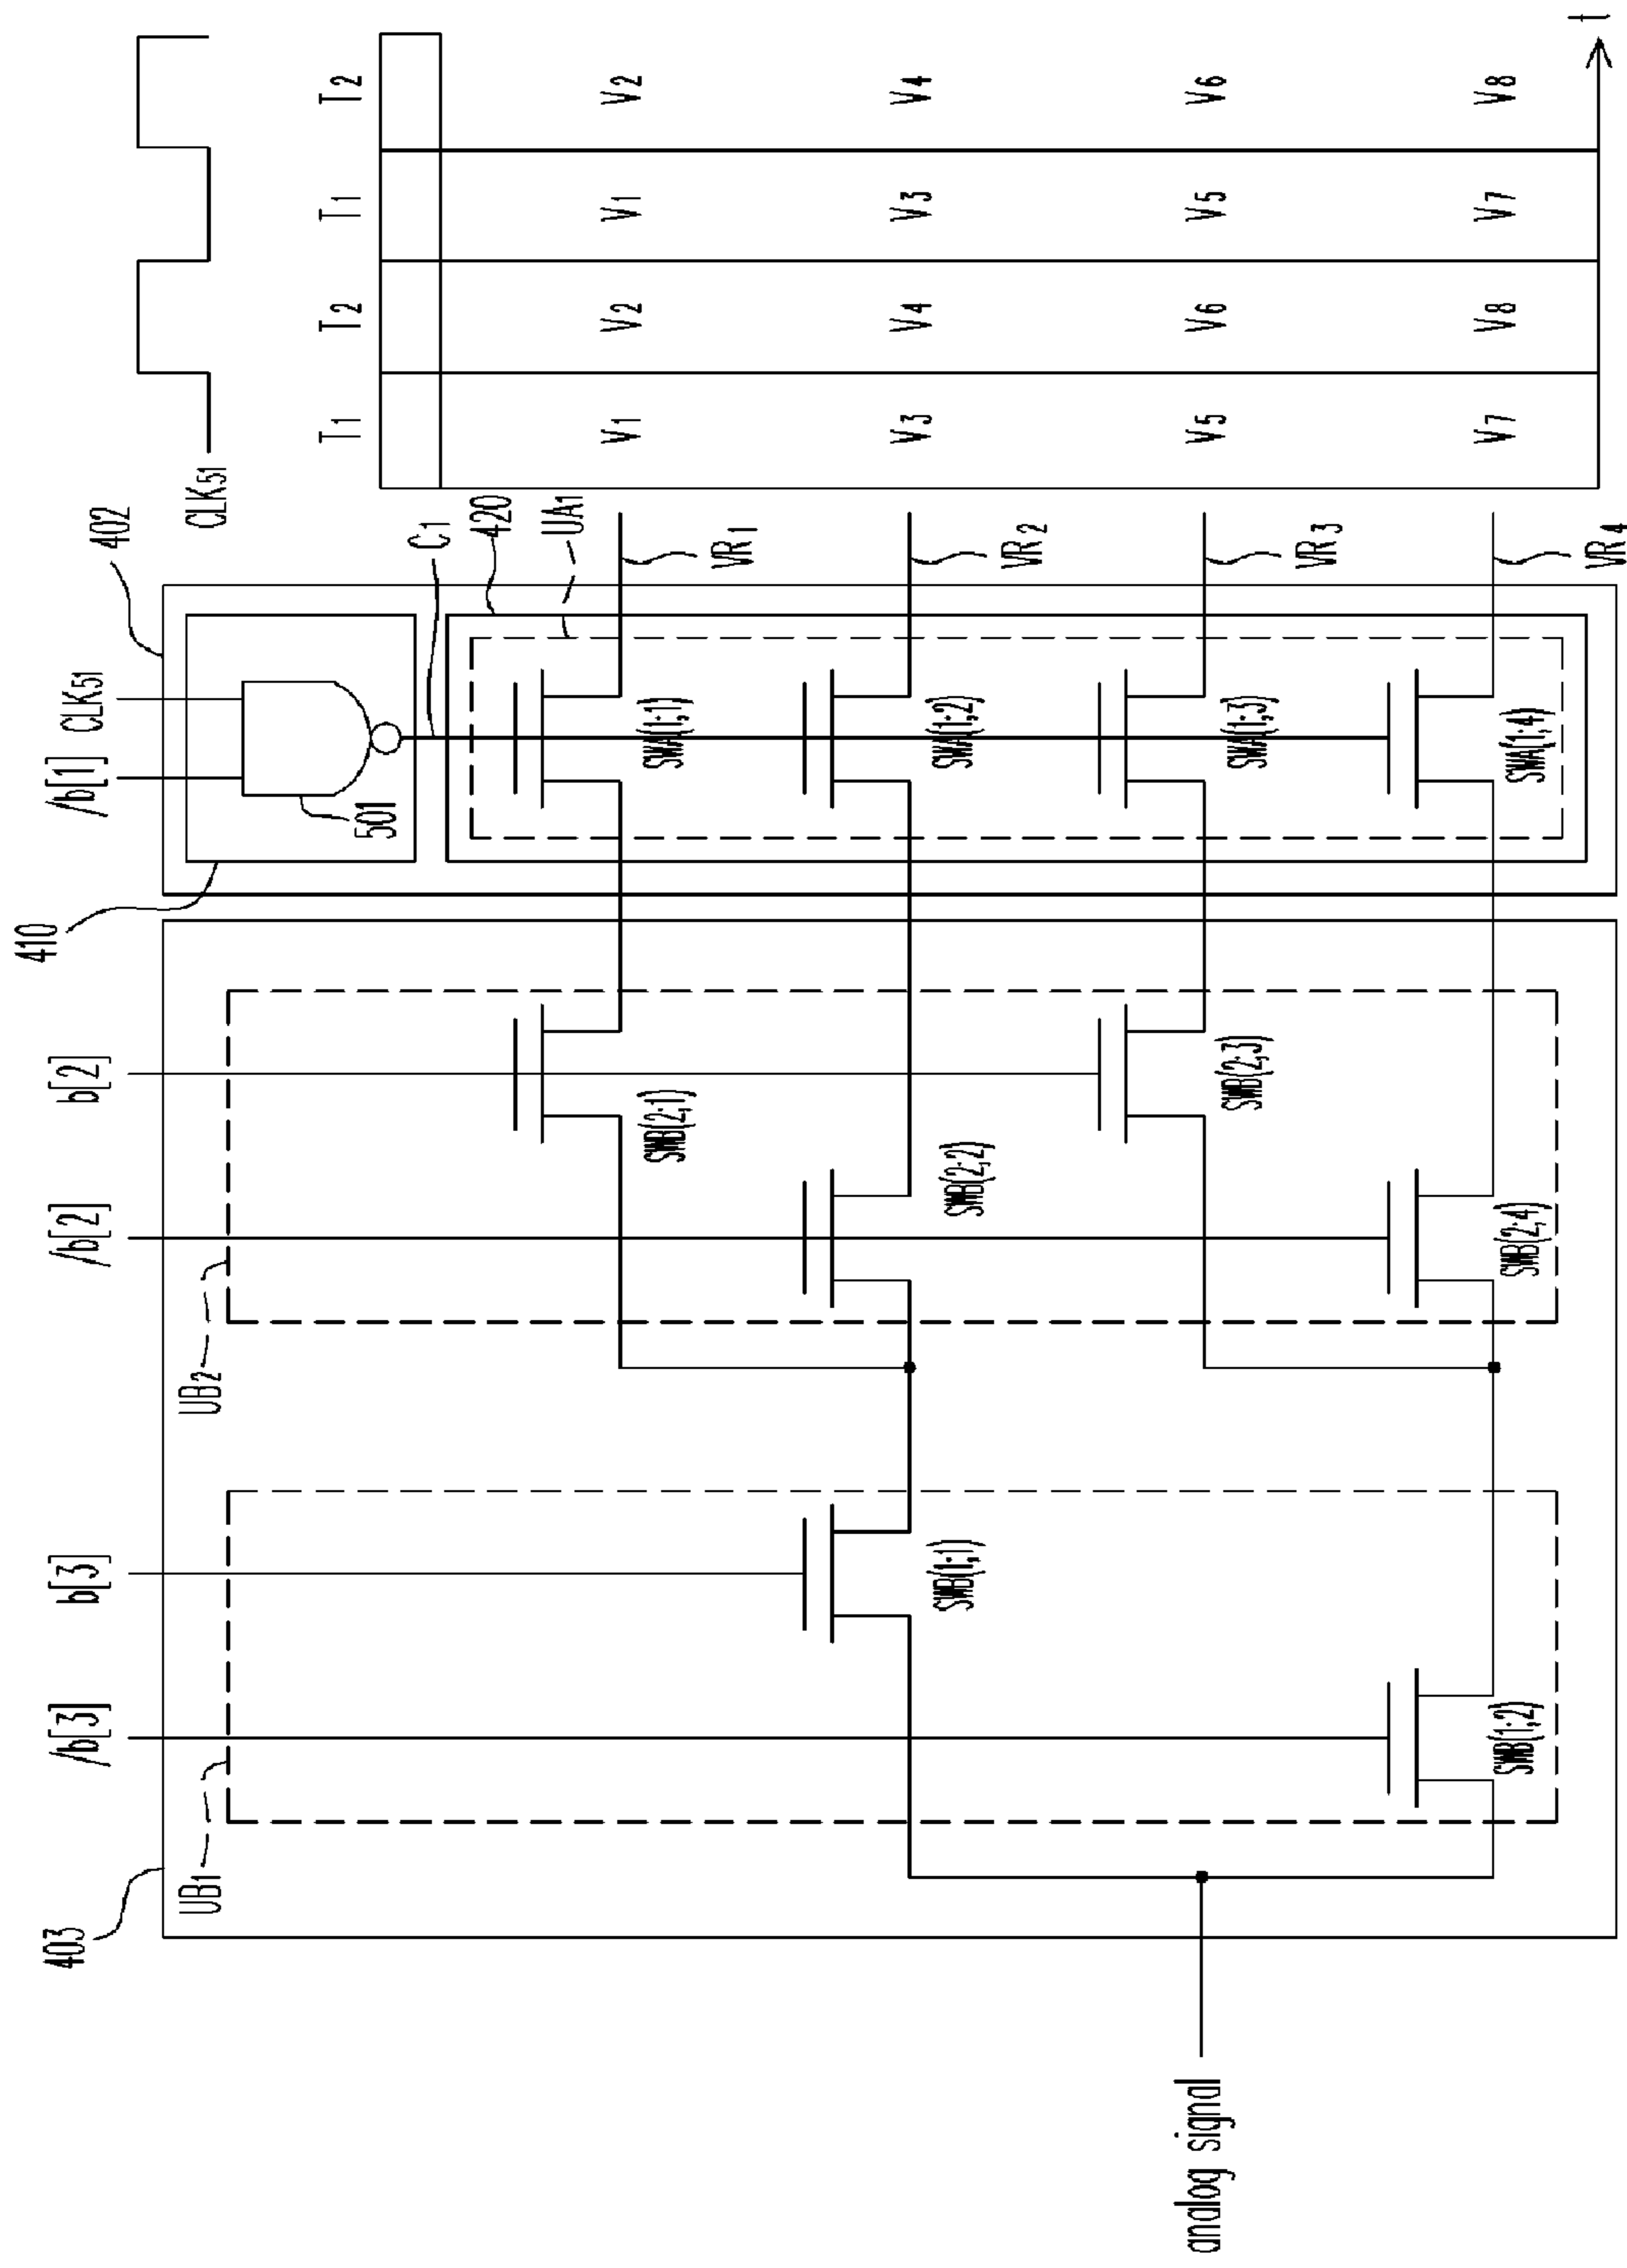 403
410
402
/b[3]
b[3]
/b[2]
b[2]
/b[1]
CLK51
UB1
UB2
CLK51
501
C1
T1 T2 T1 T2
420
UA1
SWB(2;1)
SWA(1;1)
VR1
V1 V2 V1 V2
SWB(1;1)
SWB(2;2)
SWA(1;2)
VR2
V3 V4 V3 V4
analog signal
SWB(2;3)
SWA(1;3)
VR3
V5 V6 V5 V6
SWB(1;2)
SWB(2;4)
SWA(1;4)
VR4
V7 V8 V7 V8
t